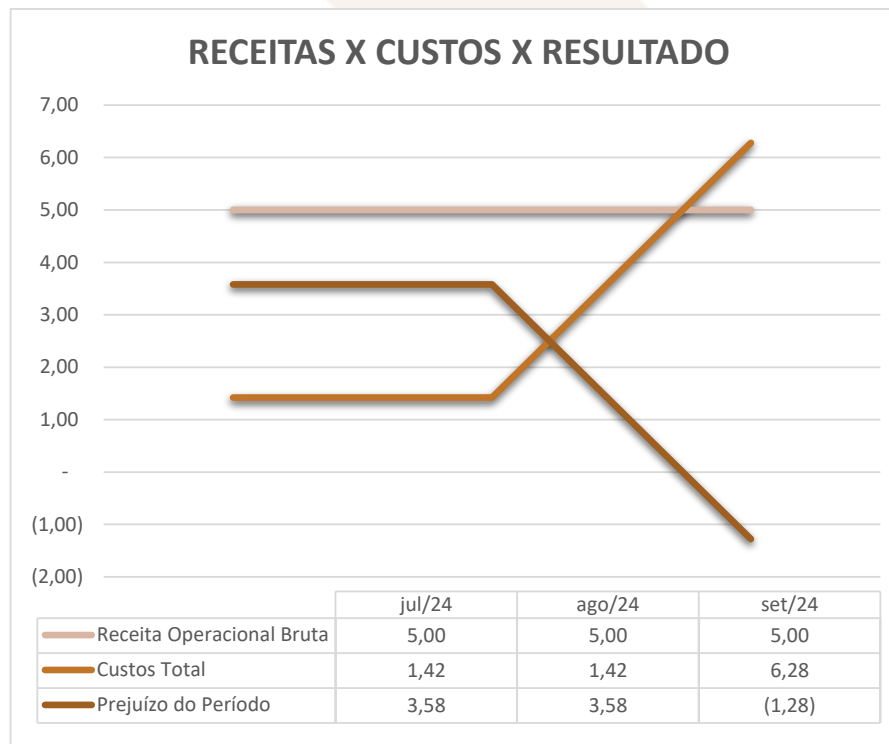 RECEITAS X CUSTOS X RESULTADO
7,00
6,00
5,00
4,00
3,00
2,00
1,00
-
(1,00)
(2,00)
jul/24 ago/24 set/24
Receita Operacional Bruta 5,00 5,00 5,00
Custos Total 1,42 1,42 6,28
Prejuízo do Período 3,58 3,58 (1,28)